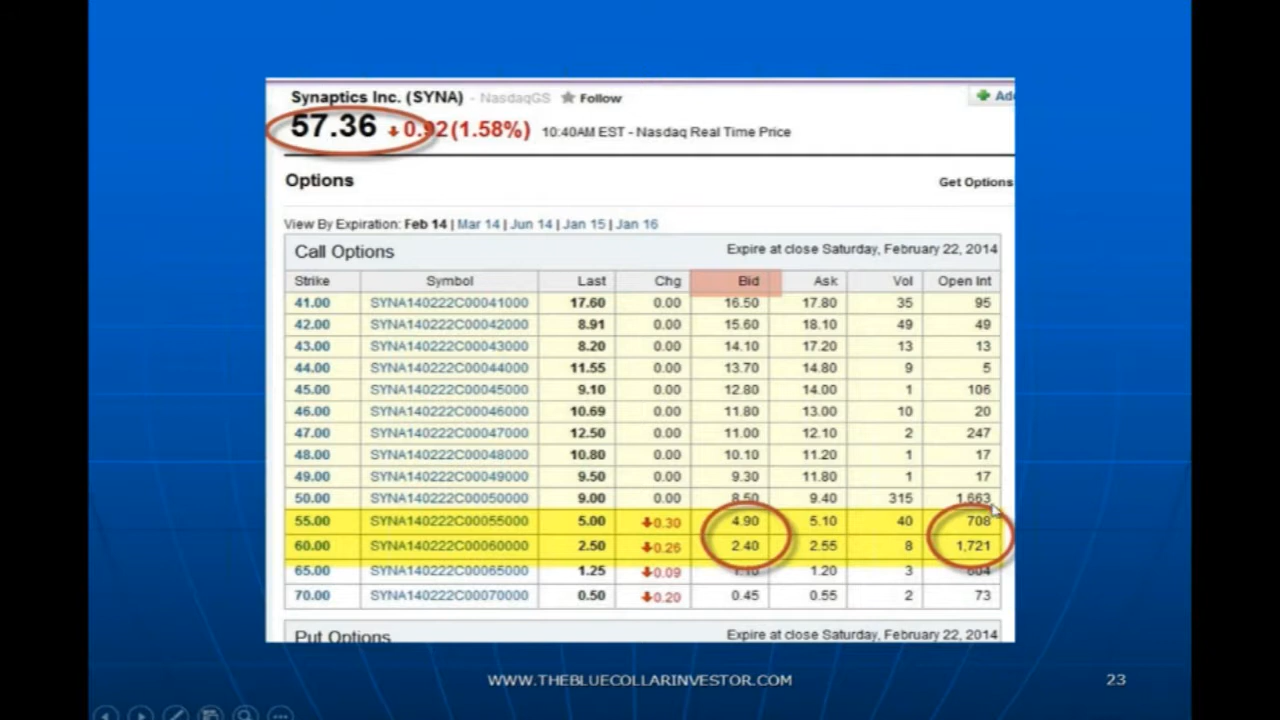 Synaptics Inc. (SYNA) - NasdaqGS ★ Follow
57.36 0.92(1.58%) 10:40AM EST - Nasdaq Real Time Price
Options Get Options
View By Expiration: Feb 14 | Mar 14 | Jun 14 | Jan 15 | Jan 16
Call Options Expire at close Saturday, February 22, 2014
Strike Symbol Last Chg Bid Ask Vol Open Int
41.00 SYNA140222C00041000 17.60 0.00 16.50 17.80 35 95
42.00 SYNA140222C00042000 8.91 0.00 15.60 18.10 49 49
43.00 SYNA140222C00043000 8.20 0.00 14.10 17.20 13 13
44.00 SYNA140222C00044000 11.55 0.00 13.70 14.80 9 5
45.00 SYNA140222C00045000 9.10 0.00 12.80 14.00 1 106
46.00 SYNA140222C00046000 10.69 0.00 11.80 13.00 10 20
47.00 SYNA140222C00047000 12.50 0.00 11.00 12.10 2 247
48.00 SYNA140222C00048000 10.80 0.00 10.10 11.20 1 17
49.00 SYNA140222C00049000 9.50 0.00 9.30 11.80 1 17
50.00 SYNA140222C00050000 9.00 0.00 8.50 9.40 315 1,663
55.00 SYNA140222C00055000 5.00 0.30 4.90 5.10 40 708
60.00 SYNA140222C00060000 2.50 0.26 2.40 2.55 8 1,721
65.00 SYNA140222C00065000 1.25 0.09 1.10 1.20 3 604
70.00 SYNA140222C00070000 0.50 0.20 0.45 0.55 2 73
Put Options Expire at close Saturday, February 22, 2014
WWW.THEBLUECOLLARINVESTOR.COM 23